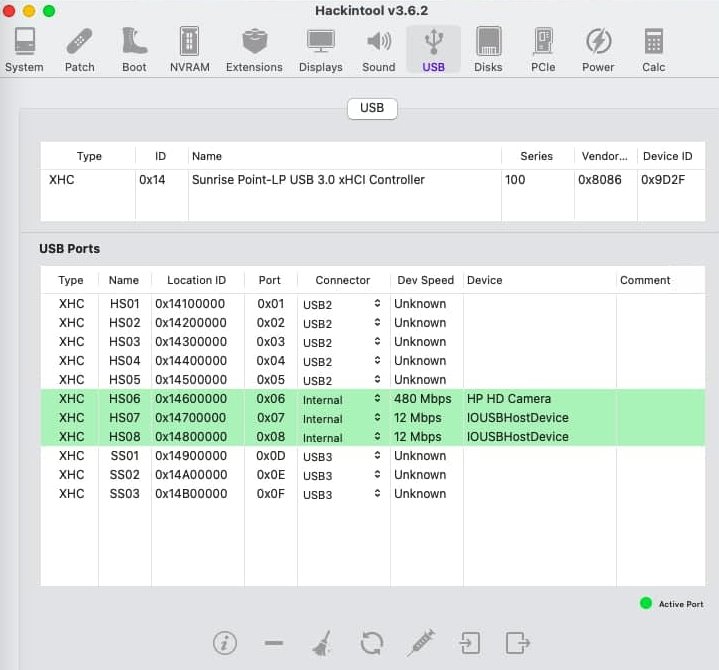 Hackintool v3.6.2
System Patch Boot NVRAM Extensions Displays Sound USB Disks PCIe Power Calc
USB
Type ID Name Series Vendor... Device ID
XHC 0x14 Sunrise Point-LP USB 3.0 xHCI Controller 100 0x8086 0x9D2F
USB Ports
Type Name Location ID Port Connector Dev Speed Device Comment
XHC HS01 0x14100000 0x01 USB2 Unknown
XHC HS02 0x14200000 0x02 USB2 Unknown
XHC HS03 0x14300000 0x03 USB2 Unknown
XHC HS04 0x14400000 0x04 USB2 Unknown
XHC HS05 0x14500000 0x05 USB2 Unknown
XHC HS06 0x14600000 0x06 Internal 480 Mbps HP HD Camera
XHC HS07 0x14700000 0x07 Internal 12 Mbps IOUSBHostDevice
XHC HS08 0x14800000 0x08 Internal 12 Mbps IOUSBHostDevice
XHC SS01 0x14900000 0x0D USB3 Unknown
XHC SS02 0x14A00000 0x0E USB3 Unknown
XHC SS03 0x14B00000 0x0F USB3 Unknown
Active Port